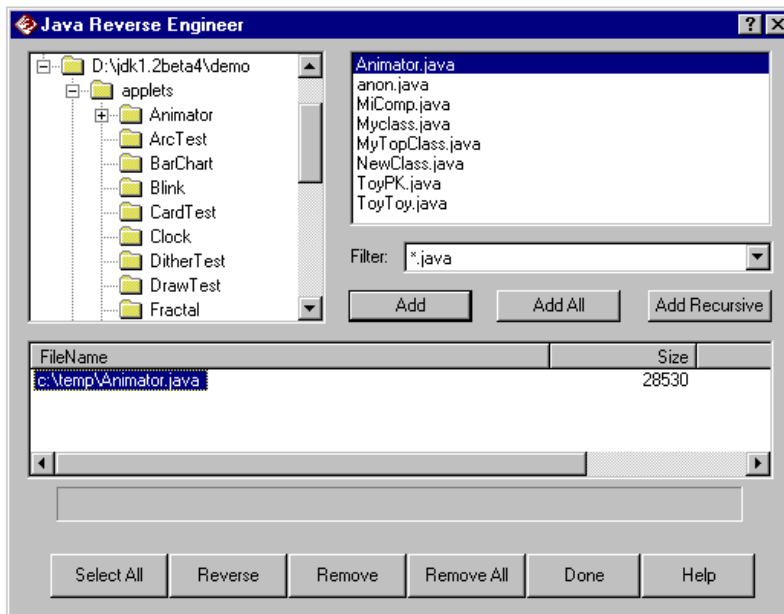 Java Reverse Engineer
D:\jdk1.2beta4\demo
applets
Animator
ArcTest
BarChart
Blink
CardTest
Clock
DitherTest
DrawTest
Fractal
Animator.java
anon.java
MiComp.java
Myclass.java
MyTopClass.java
NewClass.java
ToyPK.java
ToyToy.java
Filter: *.java
Add Add All Add Recursive
FileName Size
c:\temp\Animator.java 28530
Select All Reverse Remove Remove All Done Help